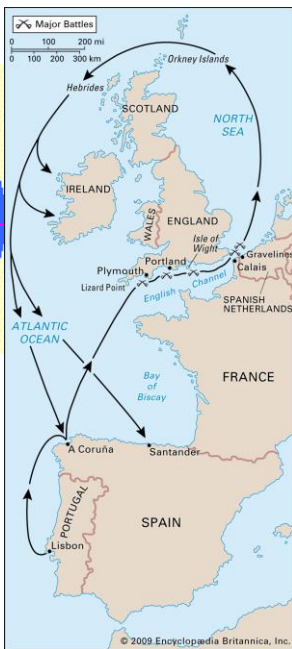 Major Battles
0 100 200 mi
0 100 200 300 km
Orkney Islands
Hebrides
SCOTLAND
NORTH
SEA
IRELAND
WALES
ENGLAND
Isle of
Wight
Portland
Plymouth
Lizard Point
English Channel
Gravelines
Calais
SPANISH
NETHERLANDS
ATLANTIC
OCEAN
Bay
of
Biscay
FRANCE
A Coruña
Santander
PORTUGAL
SPAIN
Lisbon
© 2009 Encyclopædia Britannica, Inc.